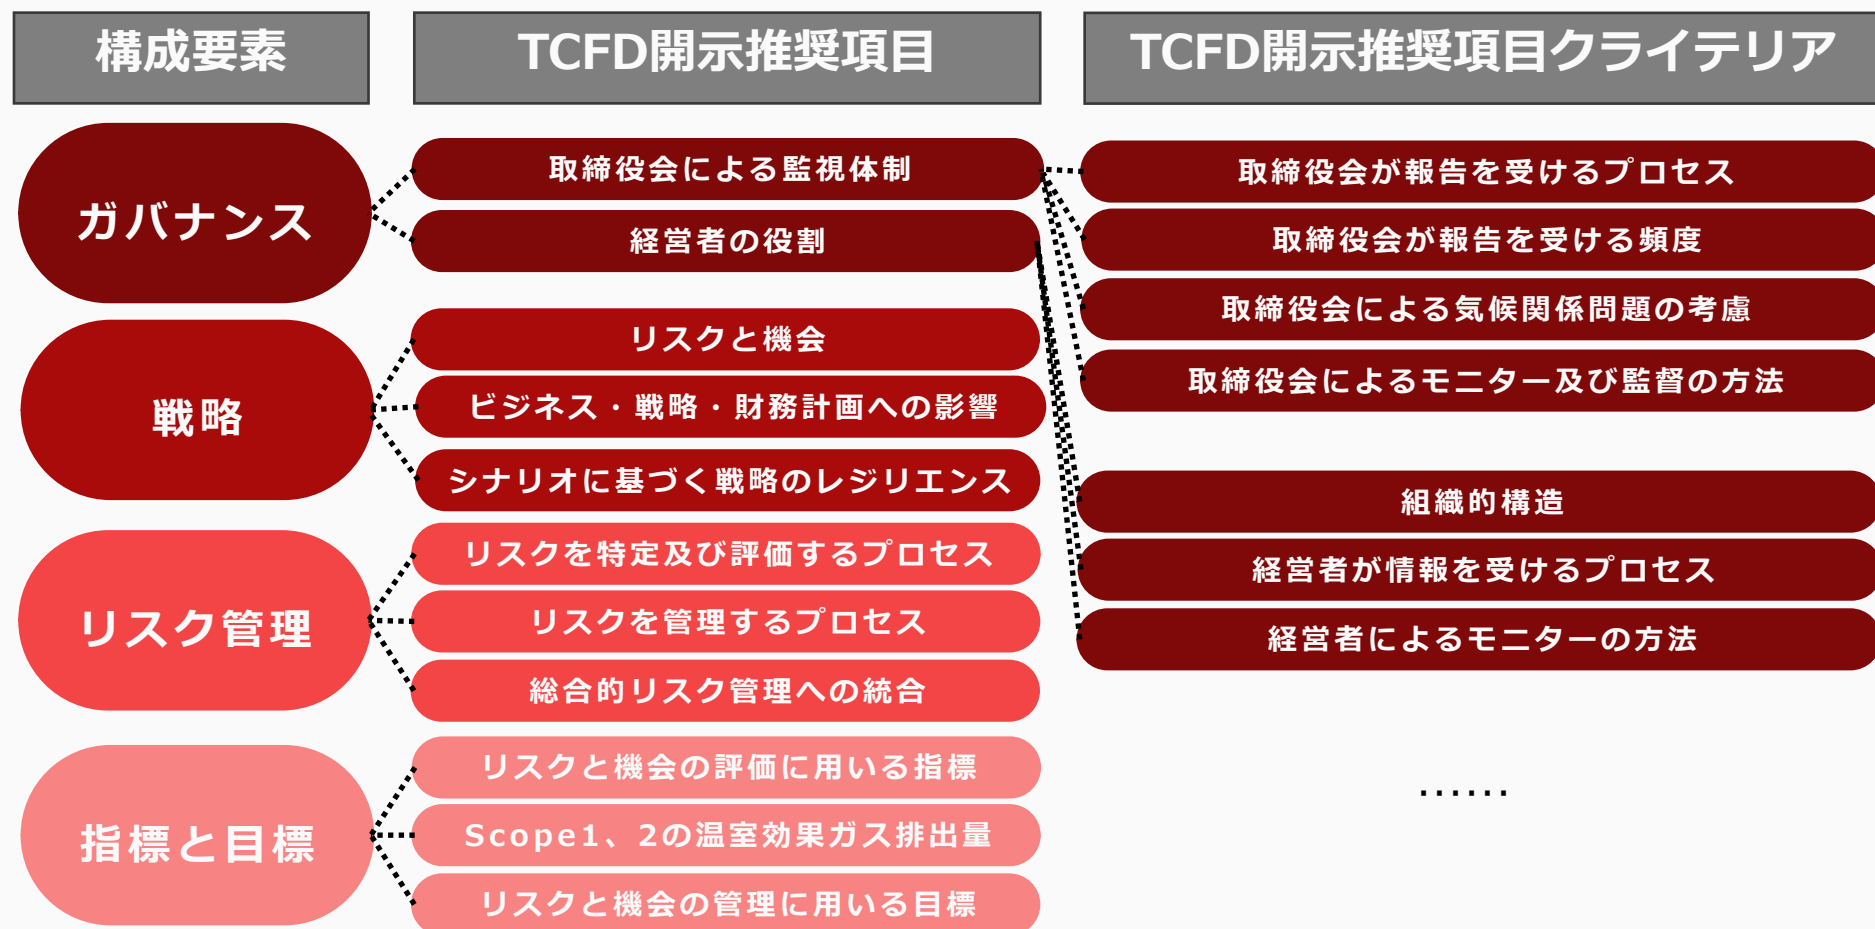 構成要素
TCFD開示推奨項目
TCFD開示推奨項目クライテリア
ガバナンス
取締役会による監視体制
経営者の役割
取締役会が報告を受けるプロセス
取締役会が報告を受ける頻度
取締役会による気候関係問題の考慮
取締役会によるモニター及び監督の方法
組織的構造
経営者が情報を受けるプロセス
経営者によるモニターの方法
戦略
リスクと機会
ビジネス・戦略・財務計画への影響
シナリオに基づく戦略のレジリエンス
リスク管理
リスクを特定及び評価するプロセス
リスクを管理するプロセス
総合的リスク管理への統合
指標と目標
リスクと機会の評価に用いる指標
Scope1、2の温室効果ガス排出量
リスクと機会の管理に用いる目標
......